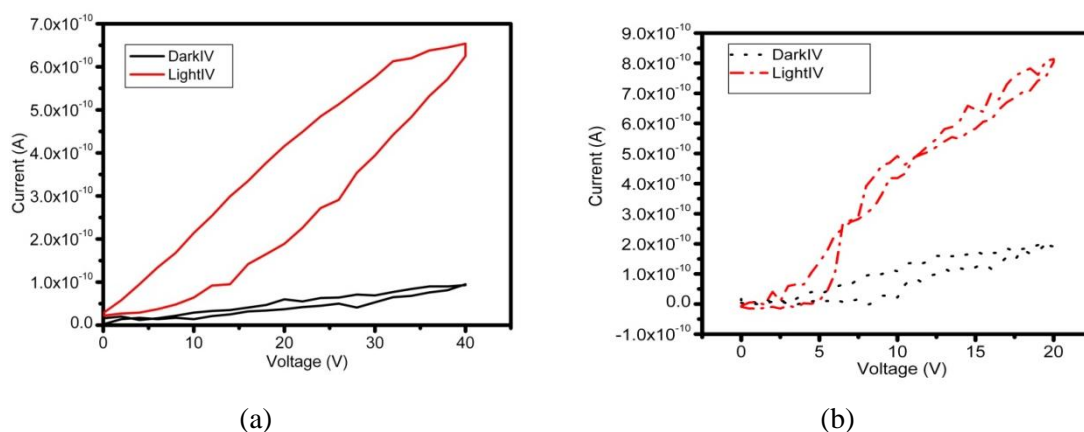 7.0x10⁻¹⁰
6.0x10⁻¹⁰
5.0x10⁻¹⁰
4.0x10⁻¹⁰
3.0x10⁻¹⁰
2.0x10⁻¹⁰
1.0x10⁻¹⁰
0.0
Current (A)
DarkIV
LightIV
0 10 20 30 40
Voltage (V)
(a)
9.0x10⁻¹⁰
8.0x10⁻¹⁰
7.0x10⁻¹⁰
6.0x10⁻¹⁰
5.0x10⁻¹⁰
4.0x10⁻¹⁰
3.0x10⁻¹⁰
2.0x10⁻¹⁰
1.0x10⁻¹⁰
0.0
-1.0x10⁻¹⁰
Current (A)
DarkIV
LightIV
0 5 10 15 20
Voltage (V)
(b)